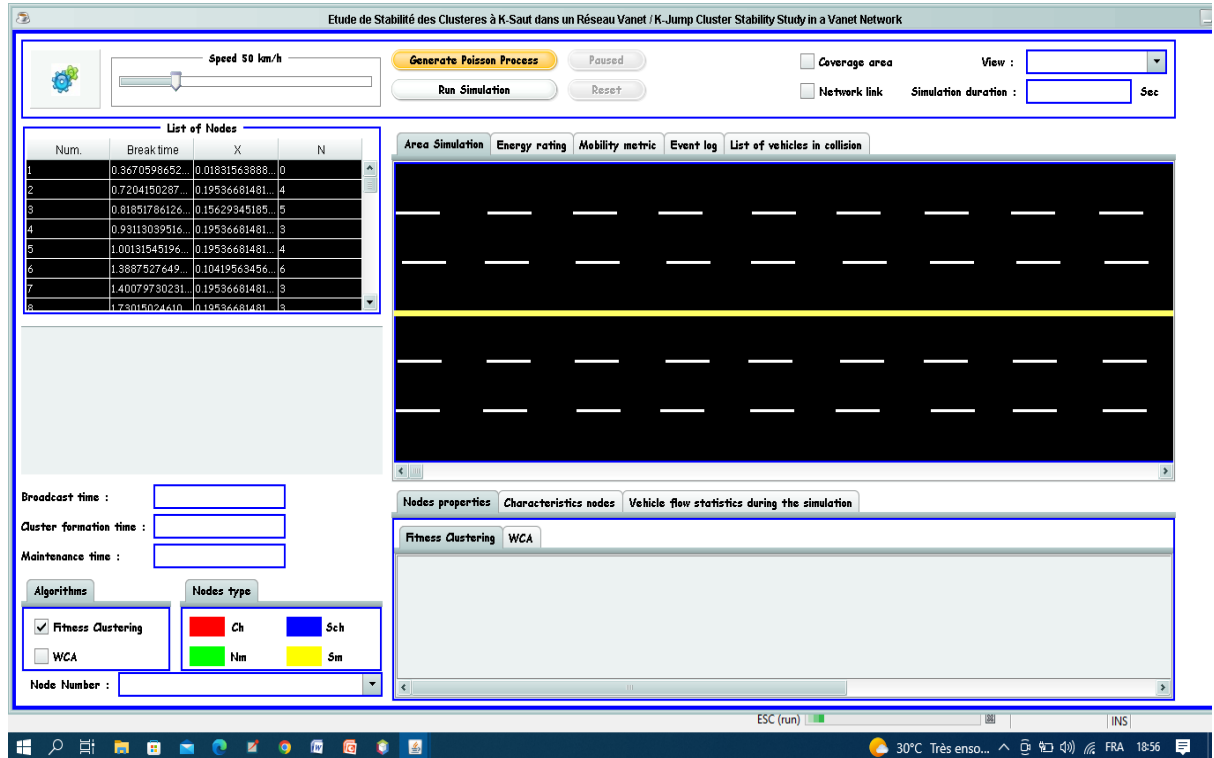 Etude de Stabilité des Clusteres à K-Saut dans un Réseau Vanet / K-Jump Cluster Stability Study in a Vanet Network
Speed 50 km/h
Generate Poisson Process
Paused
Coverage area
View :
Run Simulation
Reset
Network link
Simulation duration :
Sec
List of Nodes
Num. Break time X N
1 0.3670598652... 0.01831563888... 0
2 0.7204150287... 0.19536681481... 4
3 0.81851786126... 0.15629345185... 5
4 0.93113039516... 0.19536681481... 3
5 1.00131545196... 0.19536681481... 4
6 1.3887527649... 0.10419563456... 6
7 1.40079730231... 0.19536681481... 3
8 1.73015024610... 0.19536681481... 3
Area Simulation
Energy rating
Mobility metric
Event log
List of vehicles in collision
Broadcast time :
Cluster formation time :
Maintenance time :
Nodes properties
Characteristics nodes
Vehicle flow statistics during the simulation
Fitness Clustering
WCA
Algorithms
Nodes type
Fitness Clustering
Ch
Sch
WCA
Nm
Sm
Node Number :
ESC (run)
INS
30°C Très enso...
FRA
18:56